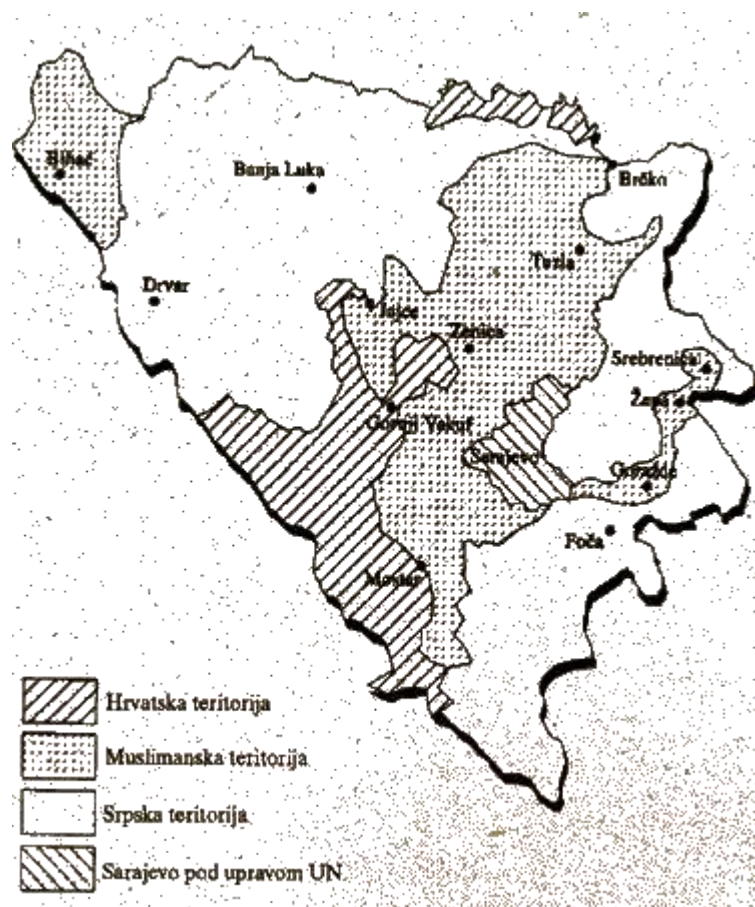 Bihać
Banja Luka
Brčko
Tuzla
Drvar
Jajce
Zenica
Srebrenica
Žepa
Gornji Vakuf
Sarajevo
Goražde
Foča
Mostar
Hrvatska teritorija
Muslimanska teritorija
Srpska teritorija
Sarajevo pod upravom UN